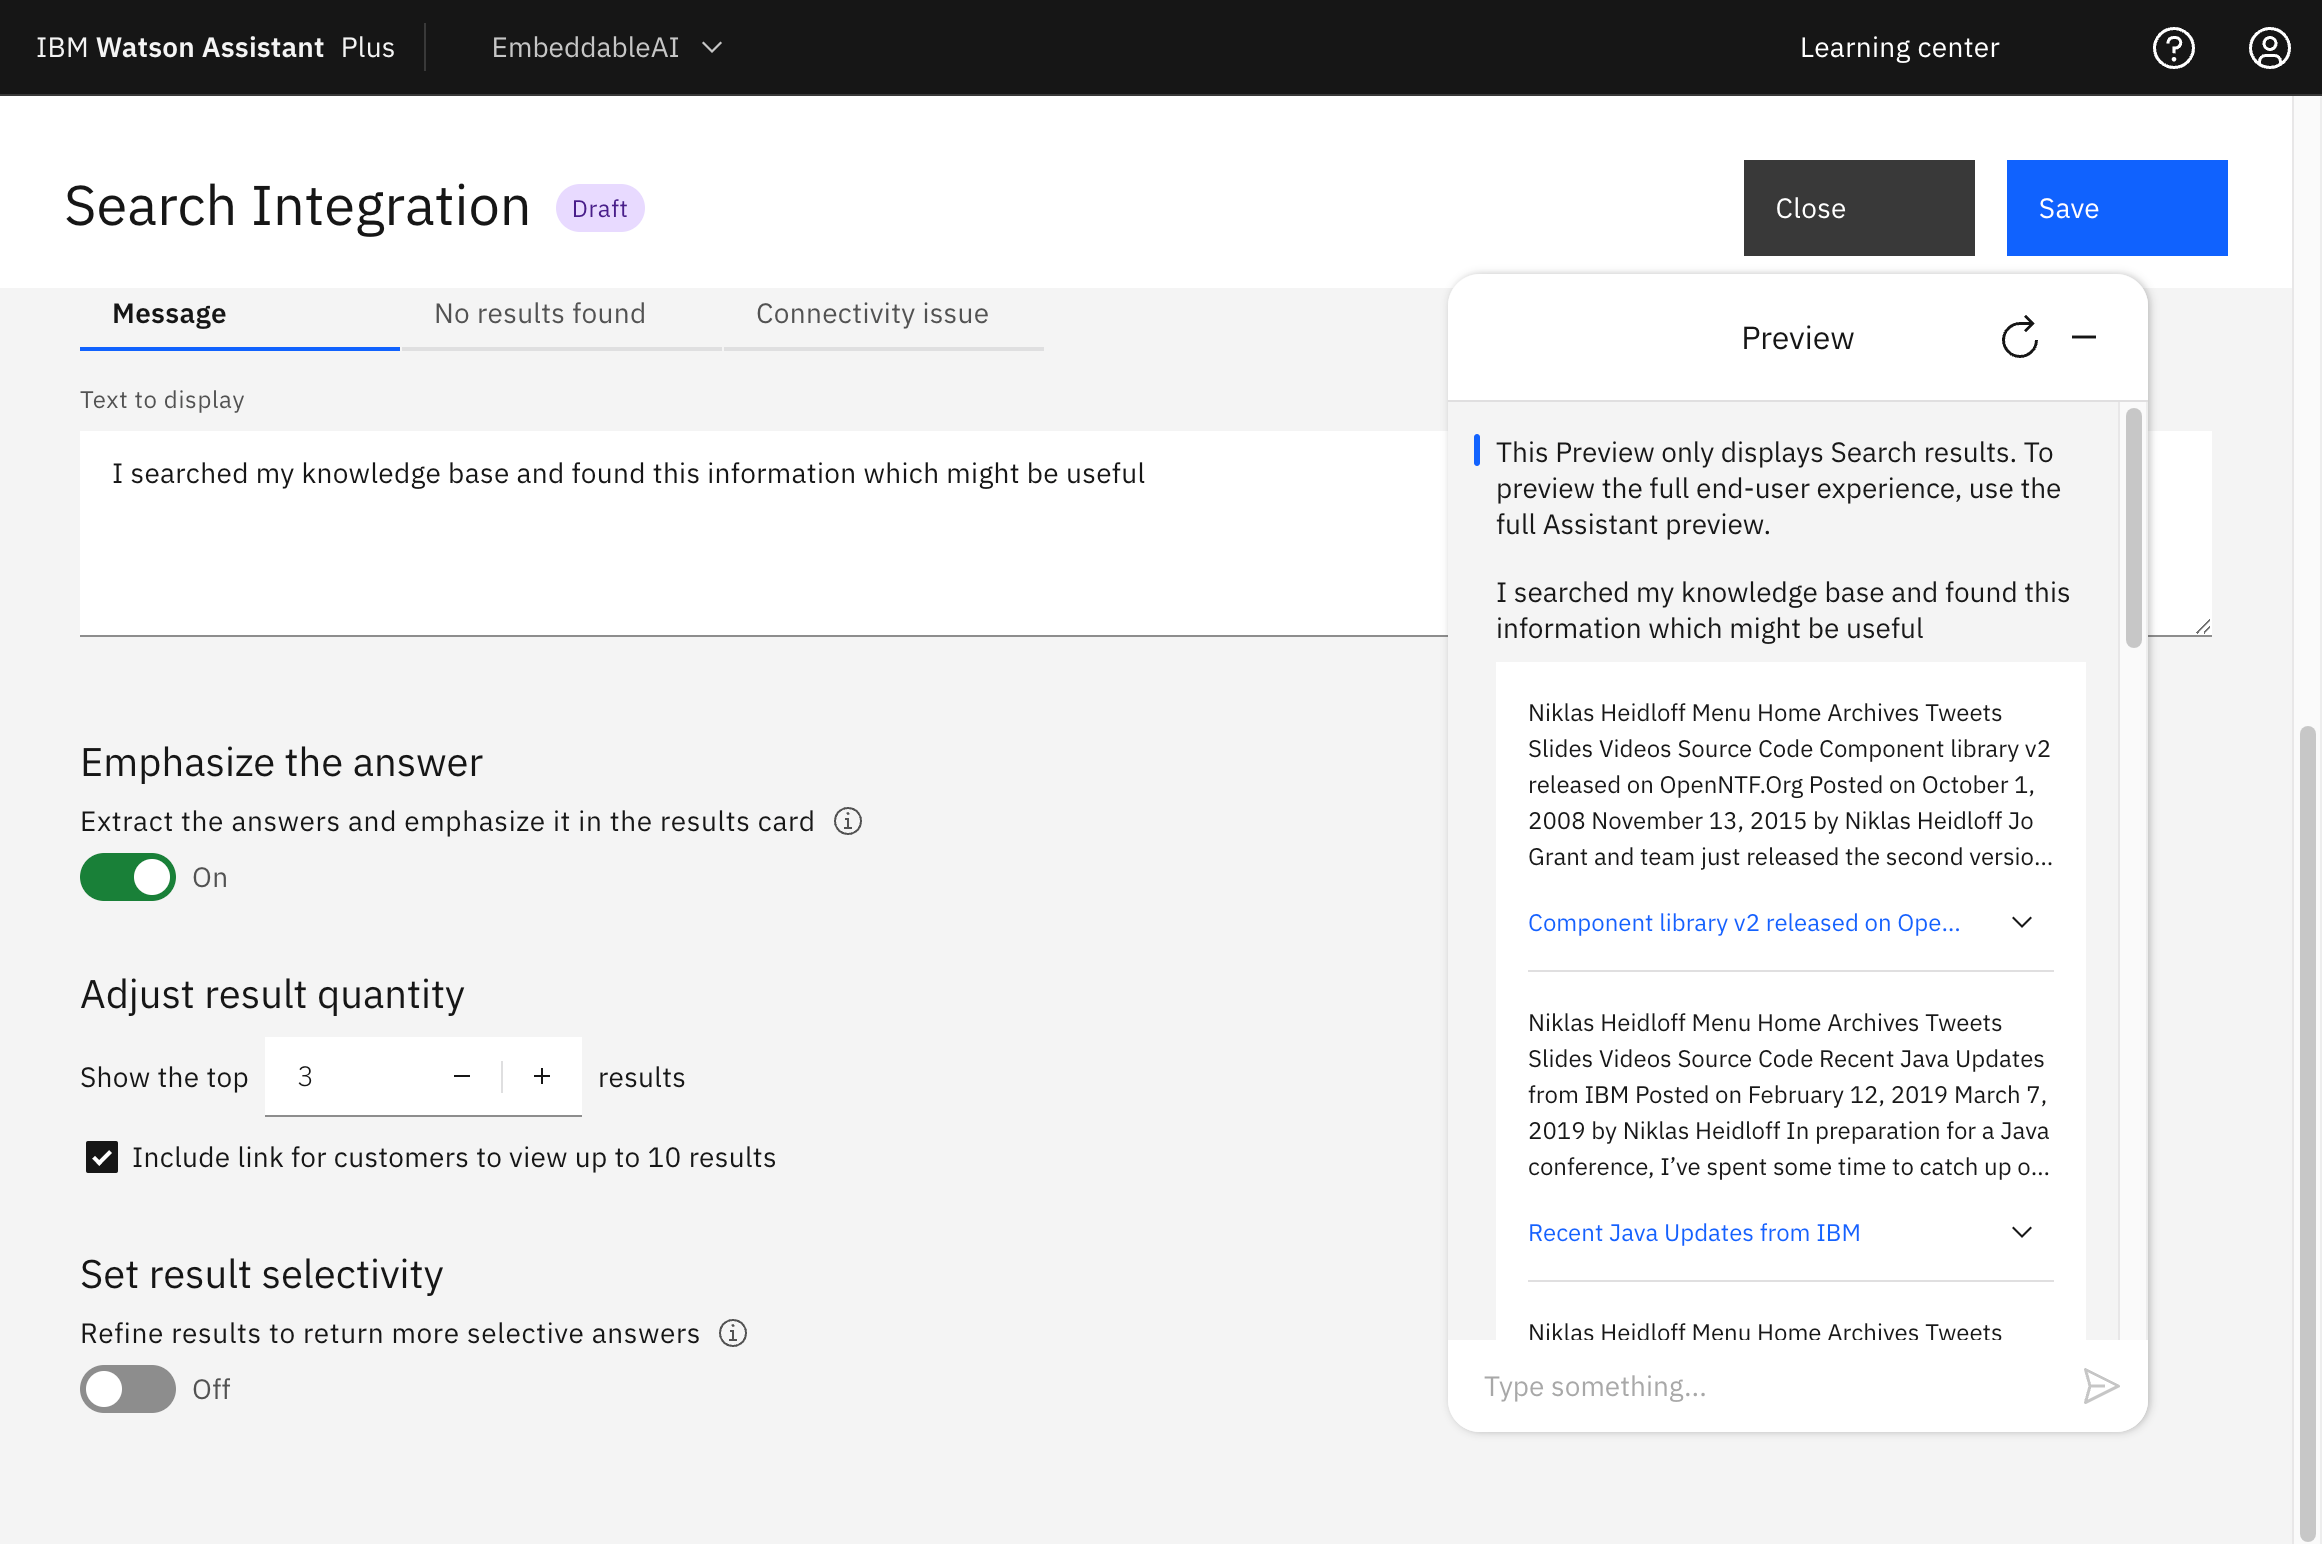 IBM Watson Assistant Plus
EmbeddableAI
Learning center
Search Integration
Draft
Close
Save
Message
No results found
Connectivity issue
Text to display
I searched my knowledge base and found this information which might be useful
Emphasize the answer
Extract the answers and emphasize it in the results card
On
Adjust result quantity
Show the top 3 results
Include link for customers to view up to 10 results
Set result selectivity
Refine results to return more selective answers
Off
Preview
This Preview only displays Search results. To
preview the full end-user experience, use the
full Assistant preview.
I searched my knowledge base and found this
information which might be useful
Niklas Heidloff Menu Home Archives Tweets
Slides Videos Source Code Component library v2
released on OpenNTF.Org Posted on October 1,
2008 November 13, 2015 by Niklas Heidloff Jo
Grant and team just released the second versio...
Component library v2 released on Ope...
Niklas Heidloff Menu Home Archives Tweets
Slides Videos Source Code Recent Java Updates
from IBM Posted on February 12, 2019 March 7,
2019 by Niklas Heidloff In preparation for a Java
conference, I’ve spent some time to catch up o...
Recent Java Updates from IBM
Niklas Heidloff Menu Home Archives Tweets
Type something...